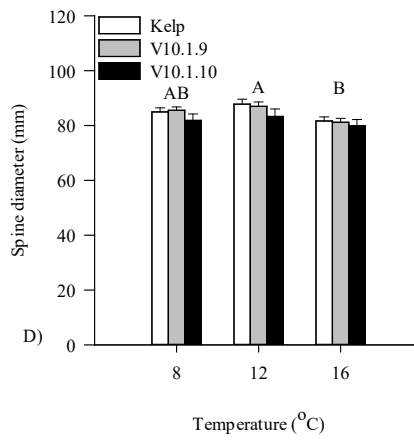 Kelp
V10.1.9
V10.1.10
120
100
80
60
40
20
0
AB
A
B
Spine diameter (mm)
D)
8 12 16
Temperature (°C)